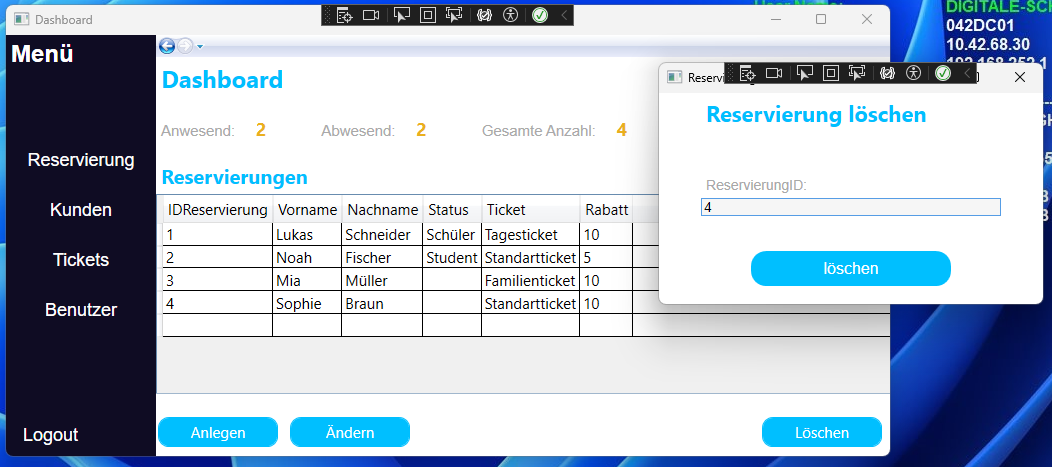 Dashboard
Menü
Reservierung
Kunden
Tickets
Benutzer
Logout
Dashboard
Anwesend: 2 Abwesend: 2 Gesamte Anzahl: 4
Reservierungen
IDReservierung Vorname Nachname Status Ticket Rabatt
1 Lukas Schneider Schüler Tagesticket 10
2 Noah Fischer Student Standartticket 5
3 Mia Müller Familienticket 10
4 Sophie Braun Standartticket 10
Anlegen Ändern Löschen
Reservierung löschen
ReservierungID:
4
löschen
DIGITALE-SCH
042DC01
10.42.68.30